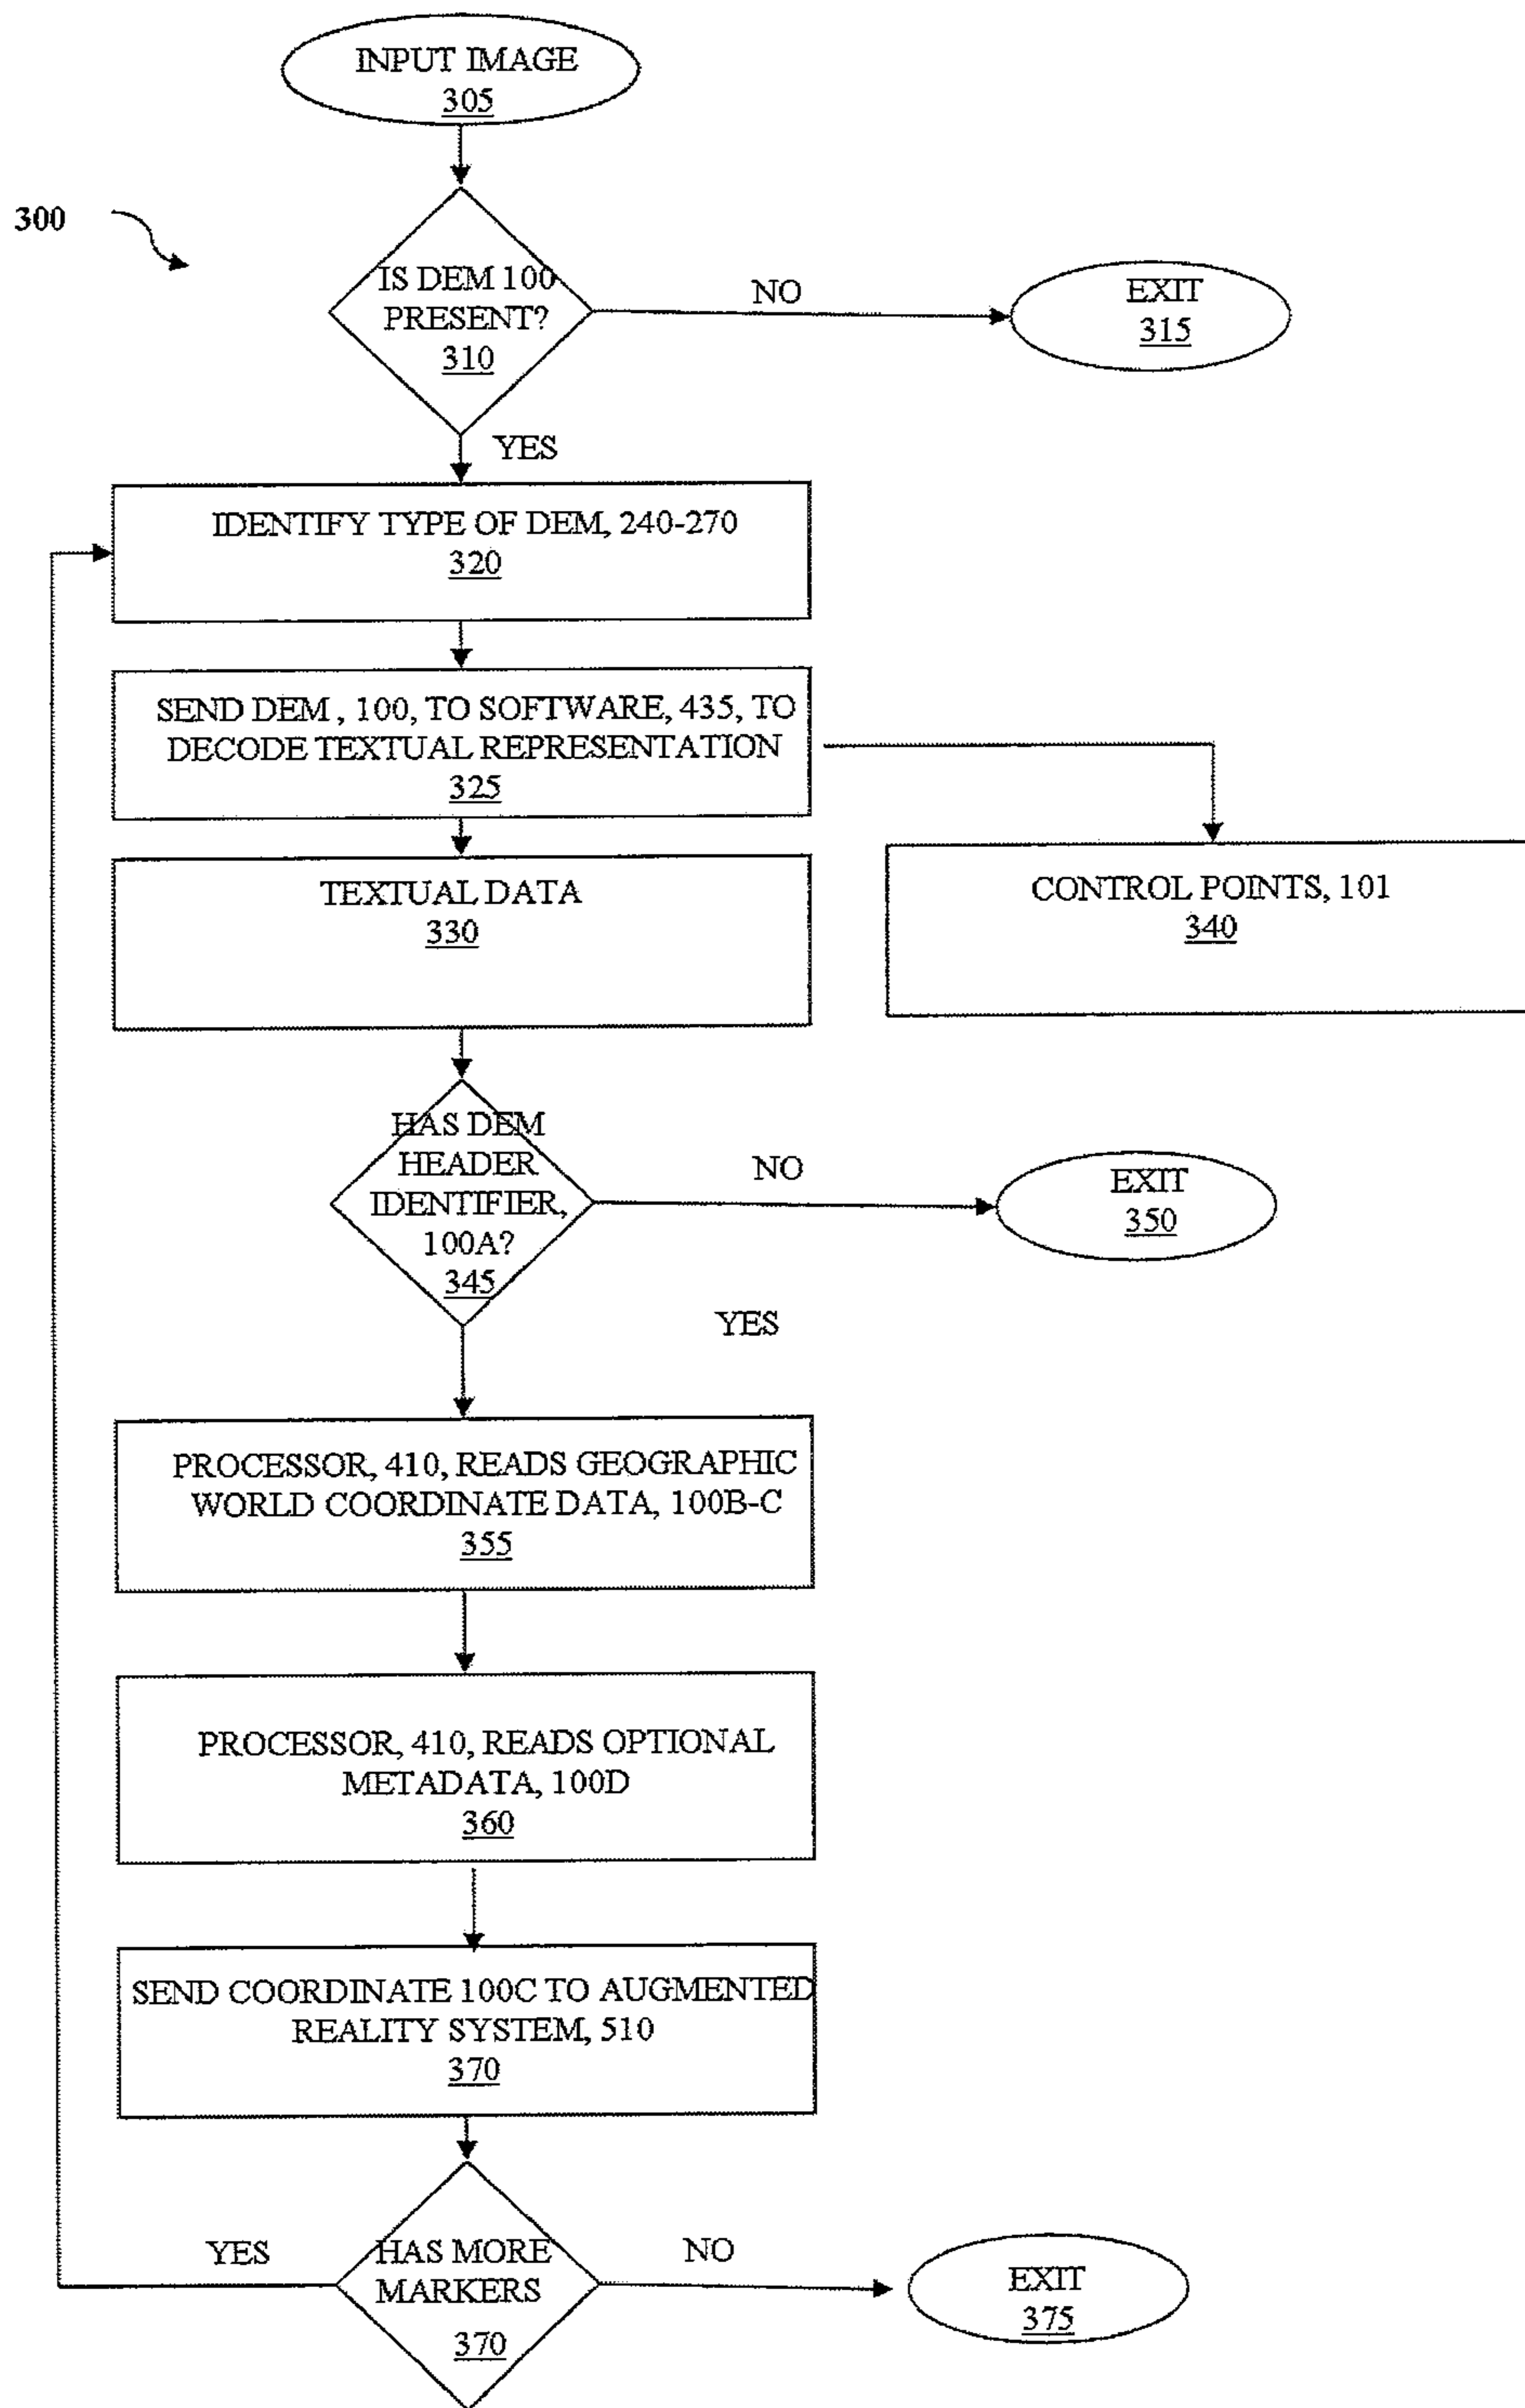 INPUT IMAGE
305
300
IS DEM 100
PRESENT?
310
NO
EXIT
315
YES
IDENTIFY TYPE OF DEM, 240-270
320
SEND DEM , 100, TO SOFTWARE, 435, TO
DECODE TEXTUAL REPRESENTATION
325
TEXTUAL DATA
330
CONTROL POINTS, 101
340
HAS DEM
HEADER
IDENTIFIER,
100A?
345
NO
EXIT
350
YES
PROCESSOR, 410, READS GEOGRAPHIC
WORLD COORDINATE DATA, 100B-C
355
PROCESSOR, 410, READS OPTIONAL
METADATA, 100D
360
SEND COORDINATE 100C TO AUGMENTED
REALITY SYSTEM, 510
370
YES
HAS MORE
MARKERS
370
NO
EXIT
375